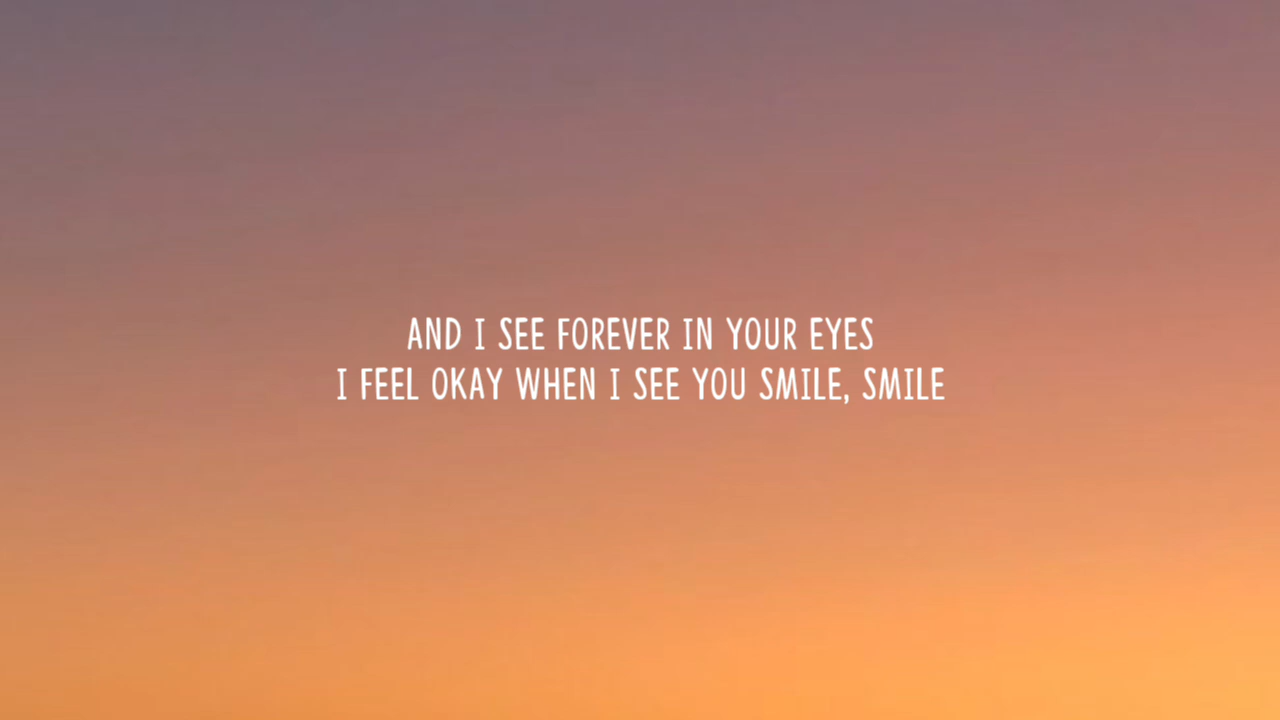 AND I SEE FOREVER IN YOUR EYES
I FEEL OKAY WHEN I SEE YOU SMILE, SMILE